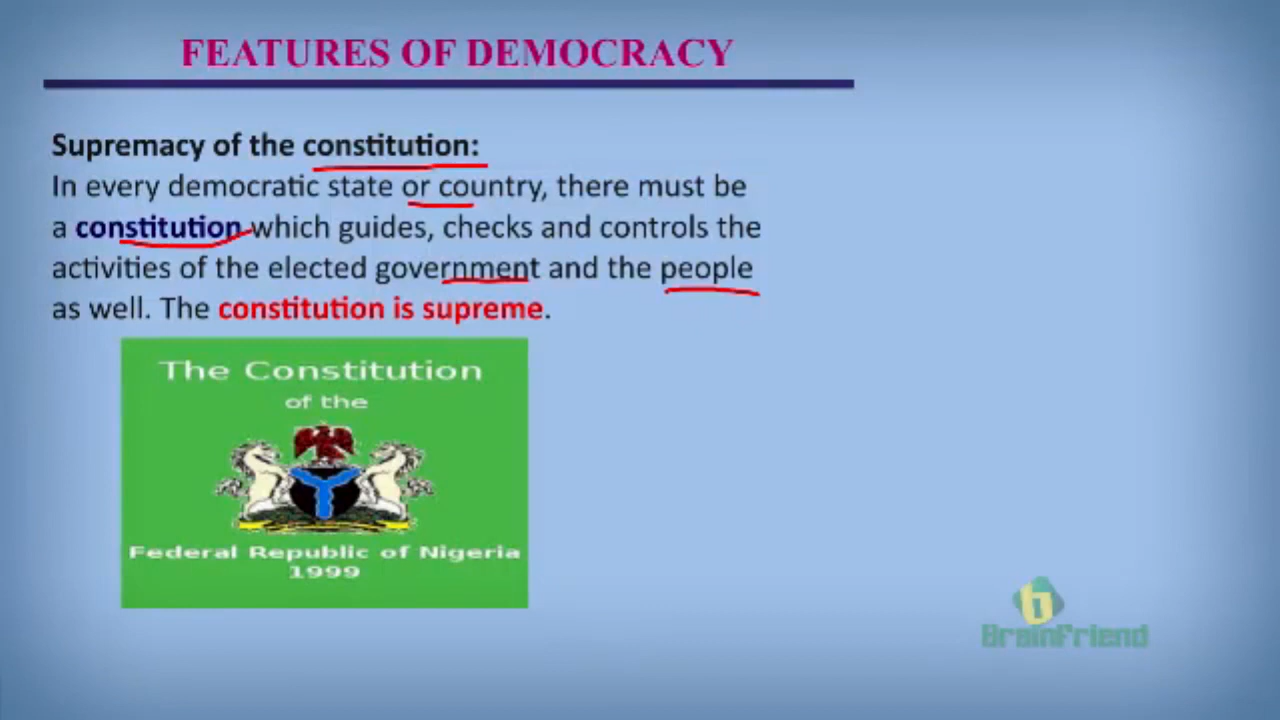 FEATURES OF DEMOCRACY
Supremacy of the constitution:
In every democratic state or country, there must be
a constitution which guides, checks and controls the
activities of the elected government and the people
as well. The constitution is supreme.
The Constitution
of the
Federal Republic of Nigeria
1999
BrainFriend